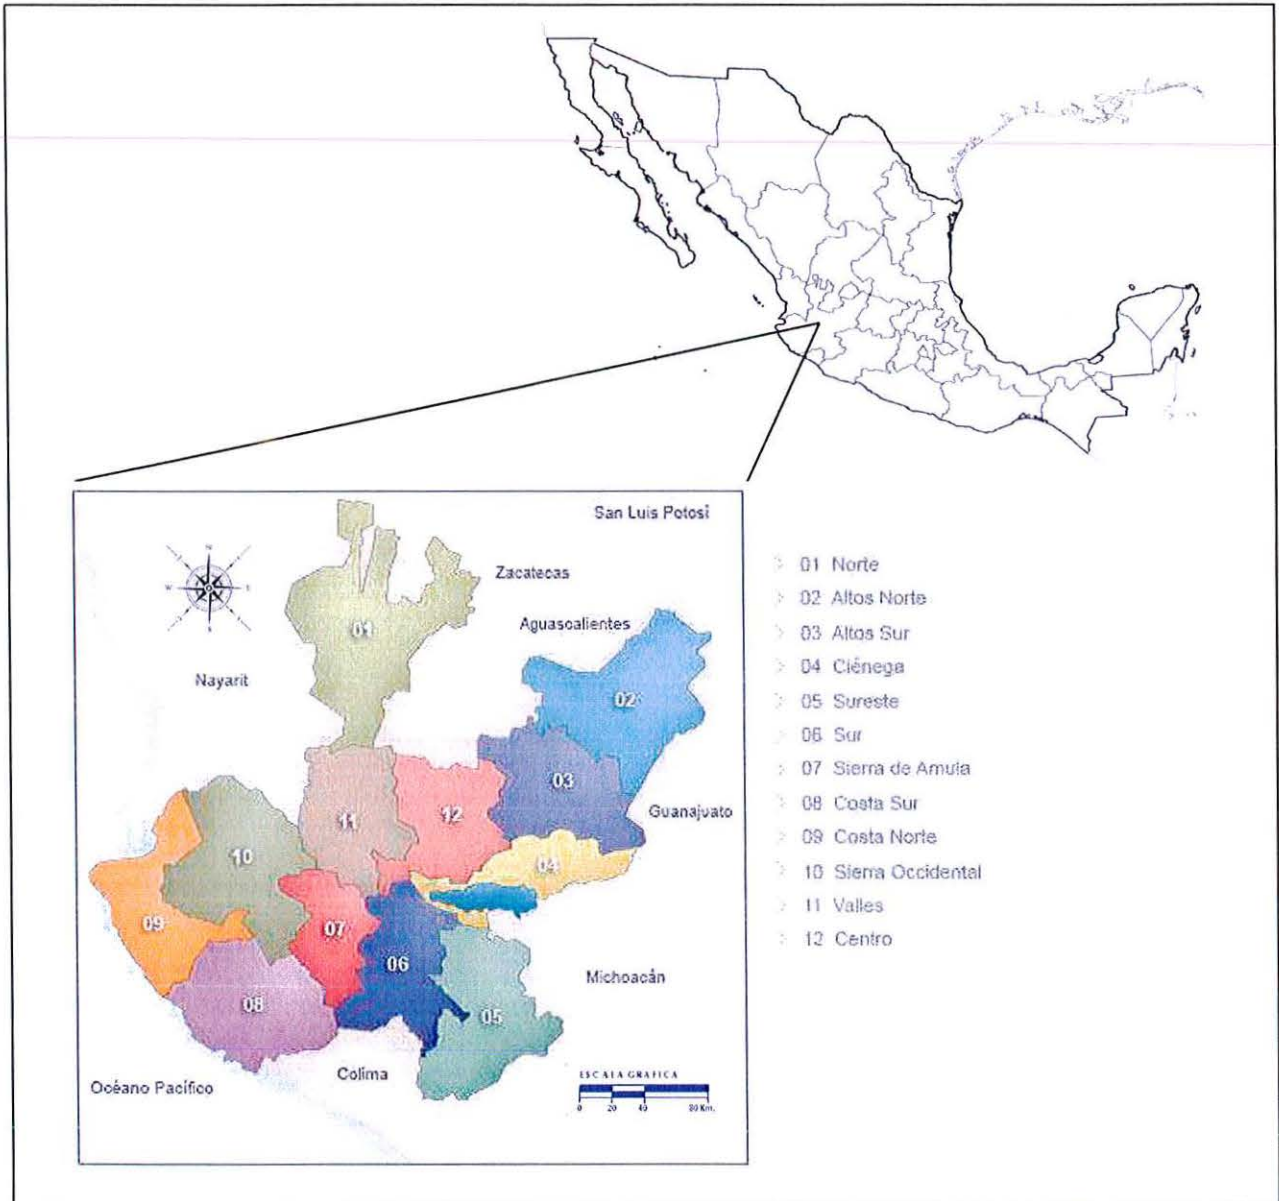 San Luis Potosí
N
Zacatecas
Aguascalientes
W
E
S
Nayarit
01
02
03
Guanajuato
11
12
10
04
09
07
06
Michoacán
08
05
Colima
Océano Pacífico
ESCALA GRAFICA
0 20 40 80 Km.
01 Norte
02 Altos Norte
03 Altos Sur
04 Ciénega
05 Sureste
06 Sur
07 Sierra de Amula
08 Costa Sur
09 Costa Norte
10 Sierra Occidental
11 Valles
12 Centro